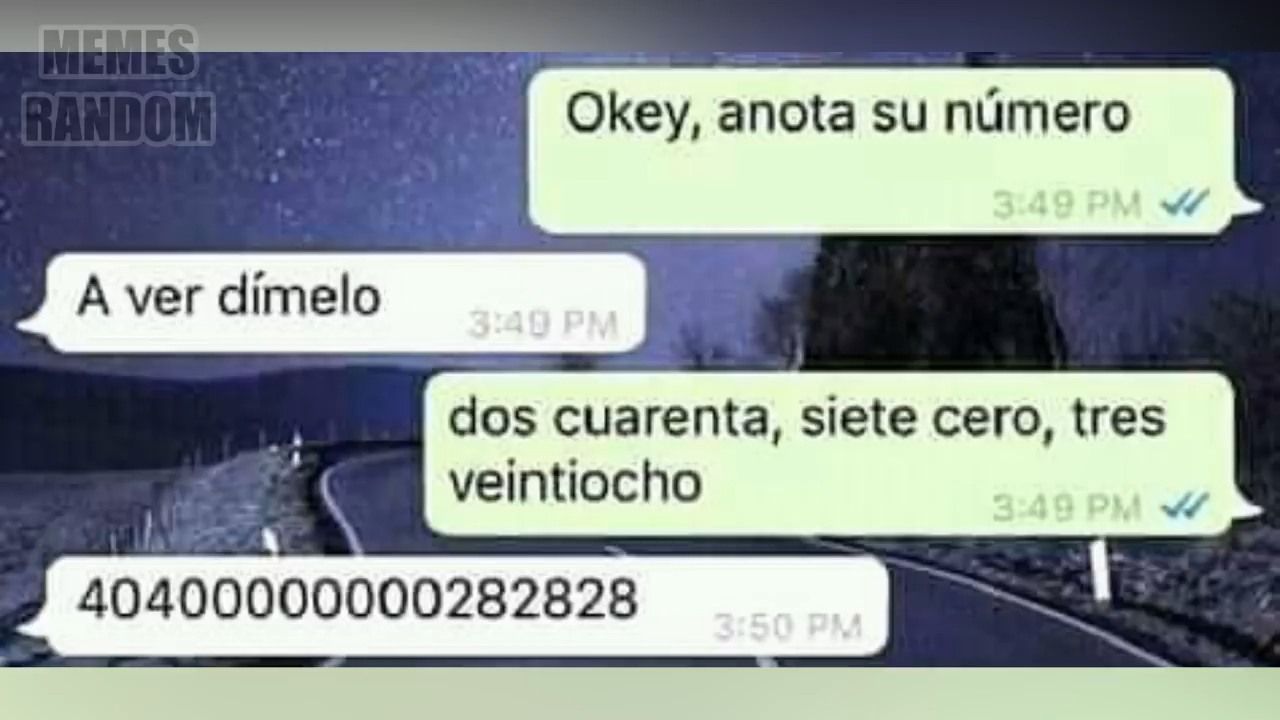 MEMES
RANDOM
Okey, anota su número
3:49 PM
A ver dímelo
3:49 PM
dos cuarenta, siete cero, tres
veintiocho
3:49 PM
40400000000282828
3:50 PM